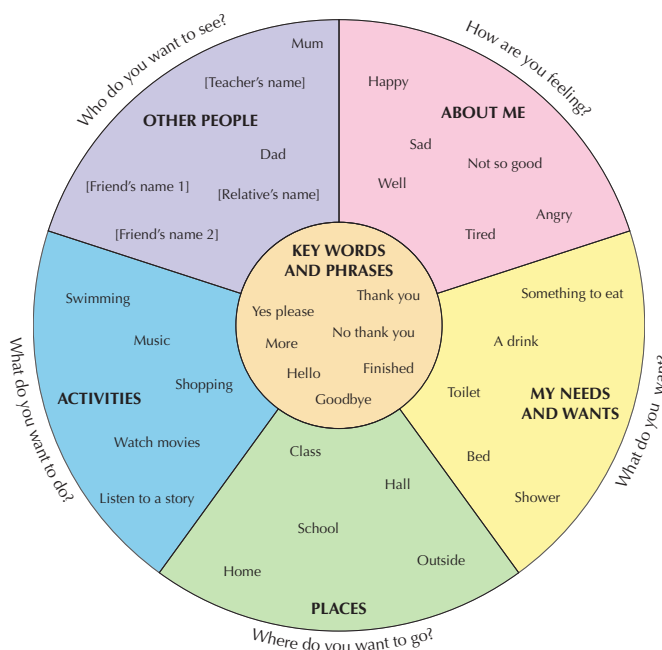 Who do you want to see?
OTHER PEOPLE
Mum
[Teacher's name]
Dad
[Friend's name 1]
[Relative's name]
[Friend's name 2]
How are you feeling?
ABOUT ME
Happy
Sad
Not so good
Well
Angry
Tired
What do you want?
MY NEEDS
AND WANTS
Something to eat
A drink
Toilet
Bed
Shower
Where do you want to go?
PLACES
Class
Hall
School
Home
Outside
What do you want to do?
ACTIVITIES
Swimming
Music
Shopping
Watch movies
Listen to a story
KEY WORDS
AND PHRASES
Thank you
Yes please
No thank you
More
Finished
Hello
Goodbye